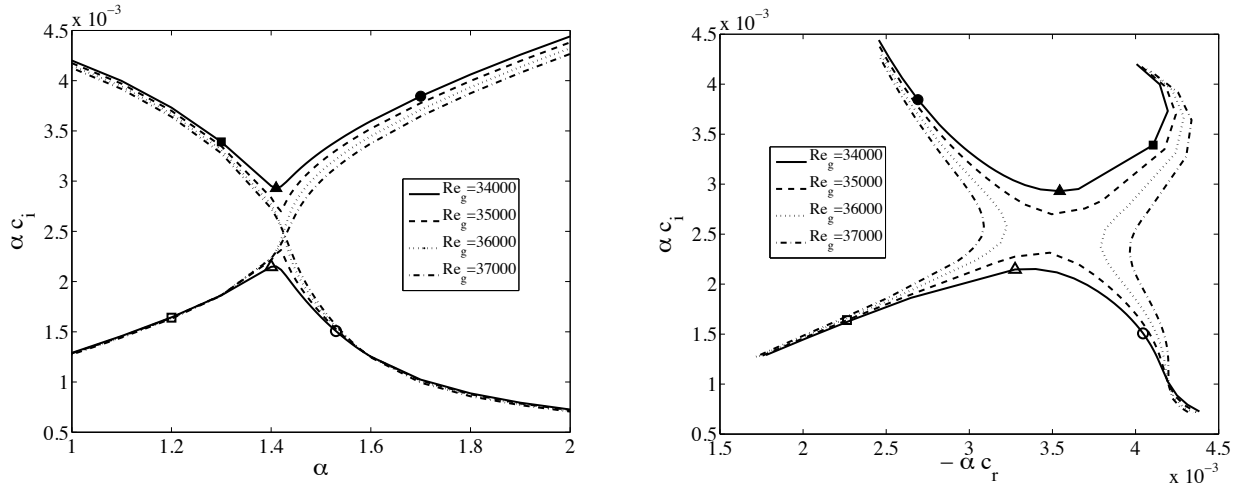 x 10⁻³
4.5
4
3.5
3
2.5
2
1.5
1
0.5
α cᵢ
Re_g=34000
Re_g=35000
Re_g=36000
Re_g=37000
1 1.2 1.4 1.6 1.8 2
α
x 10⁻³
4.5
4
3.5
3
2.5
2
1.5
1
0.5
α cᵢ
Re_g=34000
Re_g=35000
Re_g=36000
Re_g=37000
1.5 2 2.5 3 3.5 4 4.5
− α cᵣ
x 10⁻³